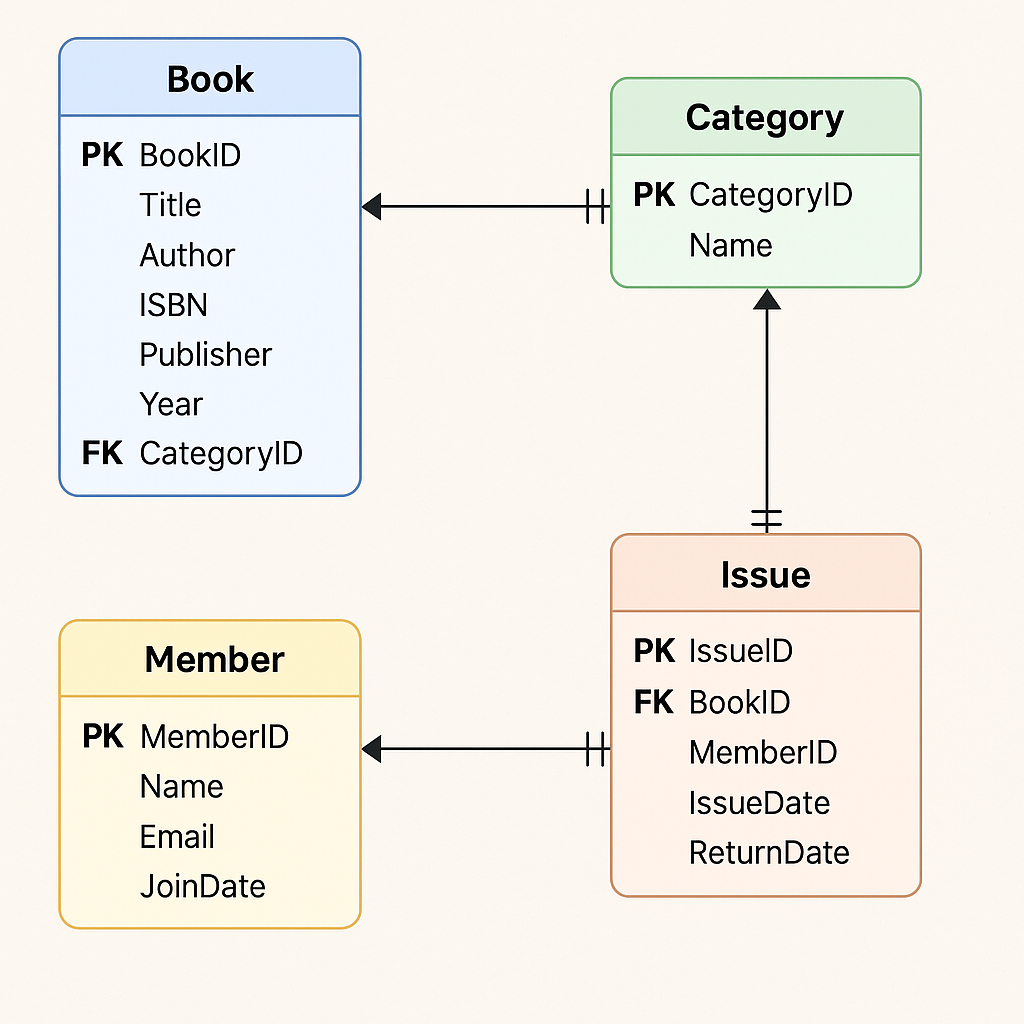 Book
PK BookID
Title
Author
ISBN
Publisher
Year
FK CategoryID
Category
PK CategoryID
Name
Member
PK MemberID
Name
Email
JoinDate
Issue
PK IssueID
FK BookID
MemberID
IssueDate
ReturnDate